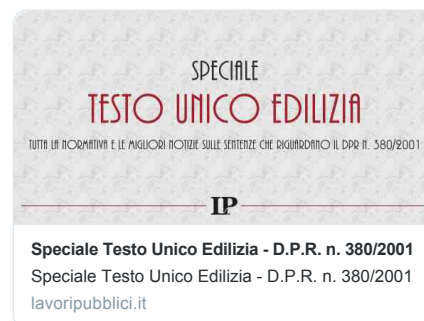 SPECIALE
TESTO UNICO EDILIZIA
TUTTA LA NORMATIVA E LE MIGLIORI NOTIZIE SULLE SENTENZE CHE RIGUARDANO IL DPR N. 380/2001
LP
Speciale Testo Unico Edilizia - D.P.R. n. 380/2001
Speciale Testo Unico Edilizia - D.P.R. n. 380/2001
lavoripubblici.it